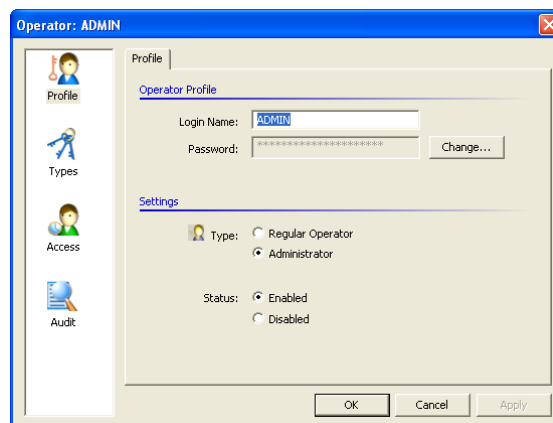 Operator: ADMIN
Profile
Types
Access
Audit
Profile
Operator Profile
Login Name: ADMIN
Password: ********************* Change...
Settings
Type: Regular Operator
Administrator
Status: Enabled
Disabled
OK Cancel Apply